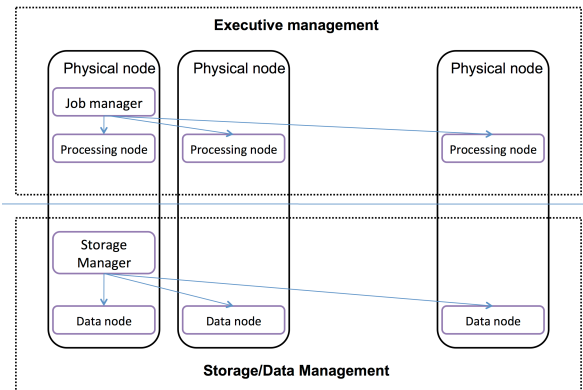 Executive management
Physical node
Physical node
Physical node
Job manager
Processing node
Processing node
Processing node
Storage
Manager
Data node
Data node
Data node
Storage/Data Management